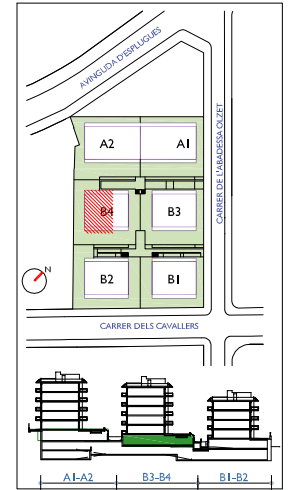 AVINGUDA D'ESPLUGUES
A2
A1
CARRER DE L'ABADESSA OLZET
B4
B3
B2
B1
N
CARRER DELS CAVALLERS
A1-A2
B3-B4
B1-B2